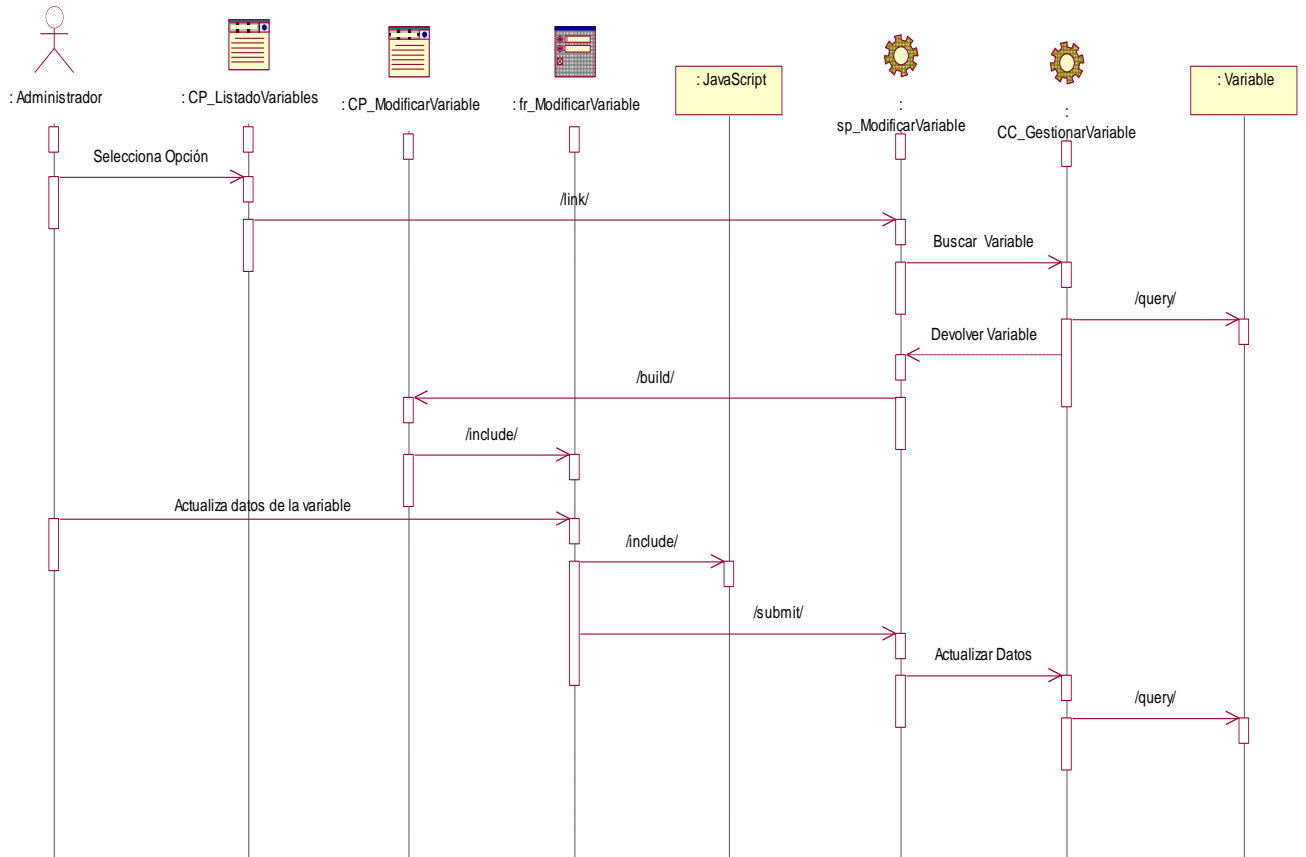 : Administrador
: CP_ListadoVariables
: CP_ModificarVariable
: fr_ModificarVariable
: JavaScript
:
sp_ModificarVariable
:
CC_GestionarVariable
: Variable
Selecciona Opción
/link/
Buscar Variable
/query/
Devolver Variable
/build/
/include/
Actualiza datos de la variable
/include/
/submit/
Actualizar Datos
/query/